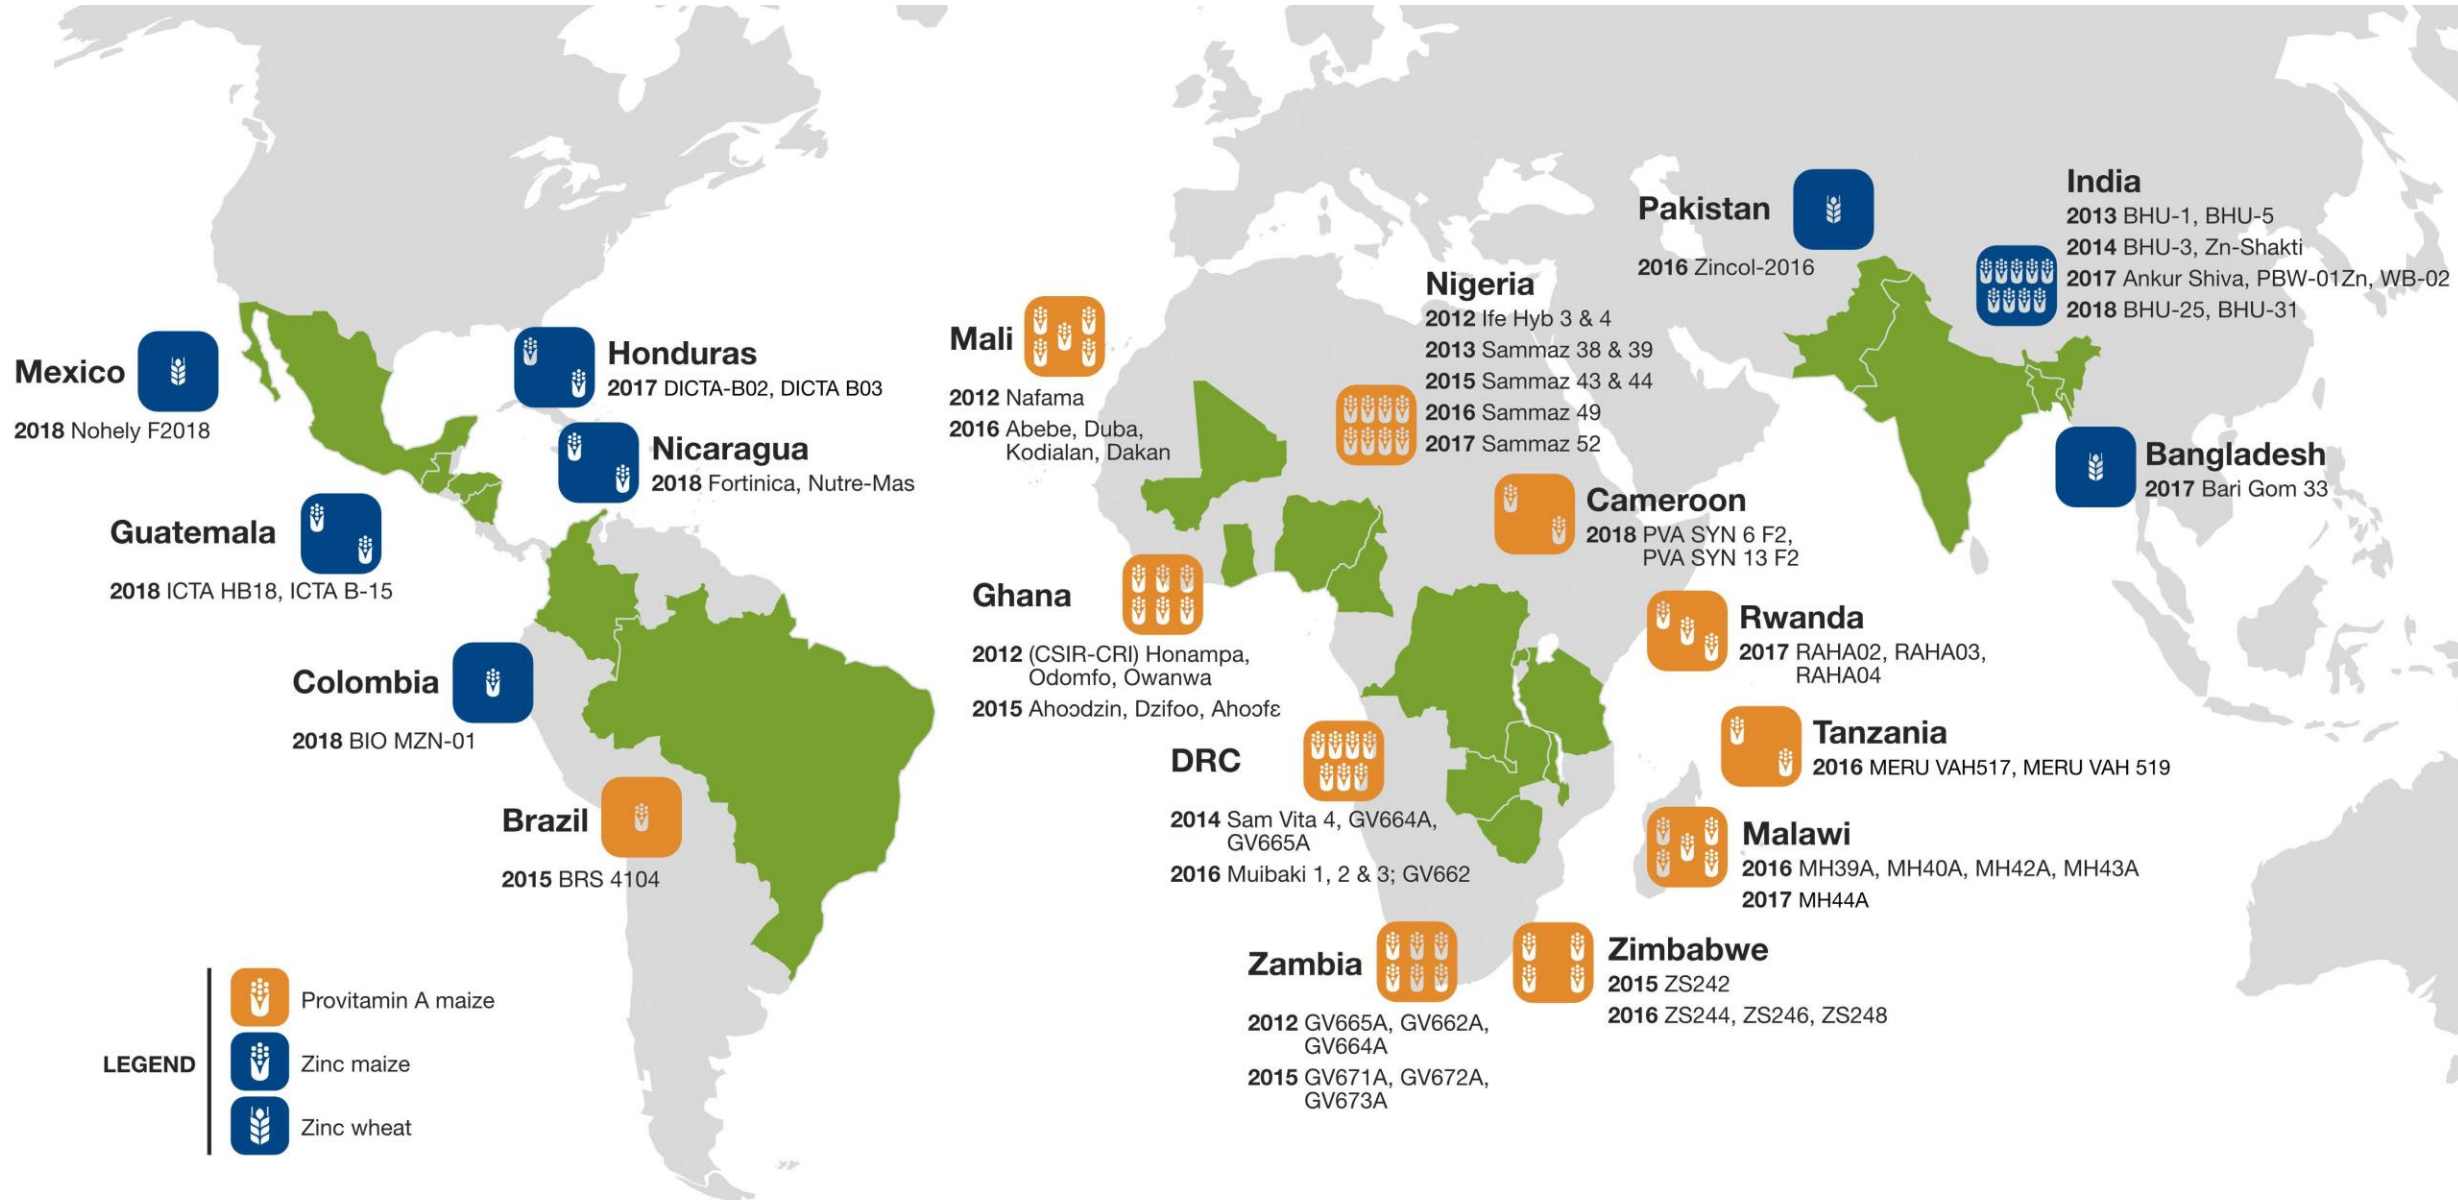 Mexico
2018 Nohely F2018
Honduras
2017 DICTA-B02, DICTA B03
Nicaragua
2018 Fortinica, Nutre-Mas
Guatemala
2018 ICTA HB18, ICTA B-15
Colombia
2018 BIO MZN-01
Brazil
2015 BRS 4104
LEGEND
Provitamin A maize
Zinc maize
Zinc wheat
Mali
2012 Nafama
2016 Abebe, Duba,
Kodialan, Dakan
Nigeria
2012 Ife Hyb 3 & 4
2013 Sammaz 38 & 39
2015 Sammaz 43 & 44
2016 Sammaz 49
2017 Sammaz 52
Cameroon
2018 PVA SYN 6 F2,
PVA SYN 13 F2
Ghana
2012 (CSIR-CRI) Honampa,
Odomfo, Owanwa
2015 Ahoɔdzin, Dzifoo, Ahoɔfɛ
DRC
2014 Sam Vita 4, GV664A,
GV665A
2016 Muibaki 1, 2 & 3; GV662
Zambia
2012 GV665A, GV662A,
GV664A
2015 GV671A, GV672A,
GV673A
Zimbabwe
2015 ZS242
2016 ZS244, ZS246, ZS248
Rwanda
2017 RAHA02, RAHA03,
RAHA04
Tanzania
2016 MERU VAH517, MERU VAH 519
Malawi
2016 MH39A, MH40A, MH42A, MH43A
2017 MH44A
Pakistan
2016 Zincol-2016
India
2013 BHU-1, BHU-5
2014 BHU-3, Zn-Shakti
2017 Ankur Shiva, PBW-01Zn, WB-02
2018 BHU-25, BHU-31
Bangladesh
2017 Bari Gom 33